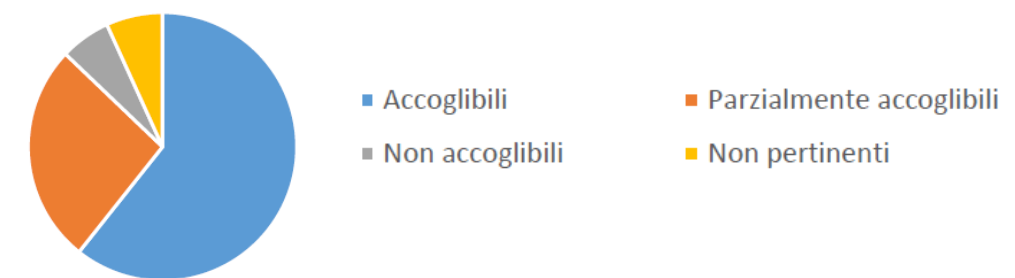 Accoglibili
Parzialmente accoglibili
Non accoglibili
Non pertinenti